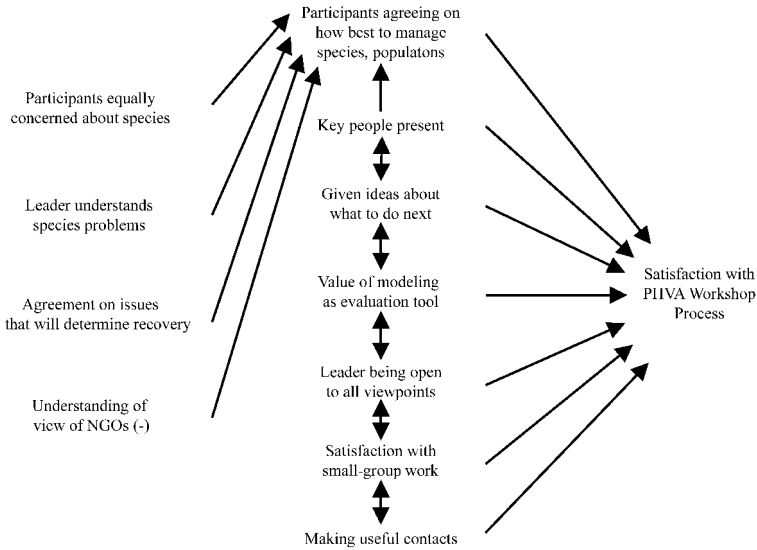 Participants agreeing on
how best to manage
species, populatons
Participants equally
concerned about species
Key people present
Leader understands
species problems
Given ideas about
what to do next
Satisfaction with
PHVA Workshop
Process
Value of modeling
as evaluation tool
Agreement on issues
that will determine recovery
Leader being open
to all viewpoints
Understanding of
view of NGOs (-)
Satisfaction with
small-group work
Making useful contacts